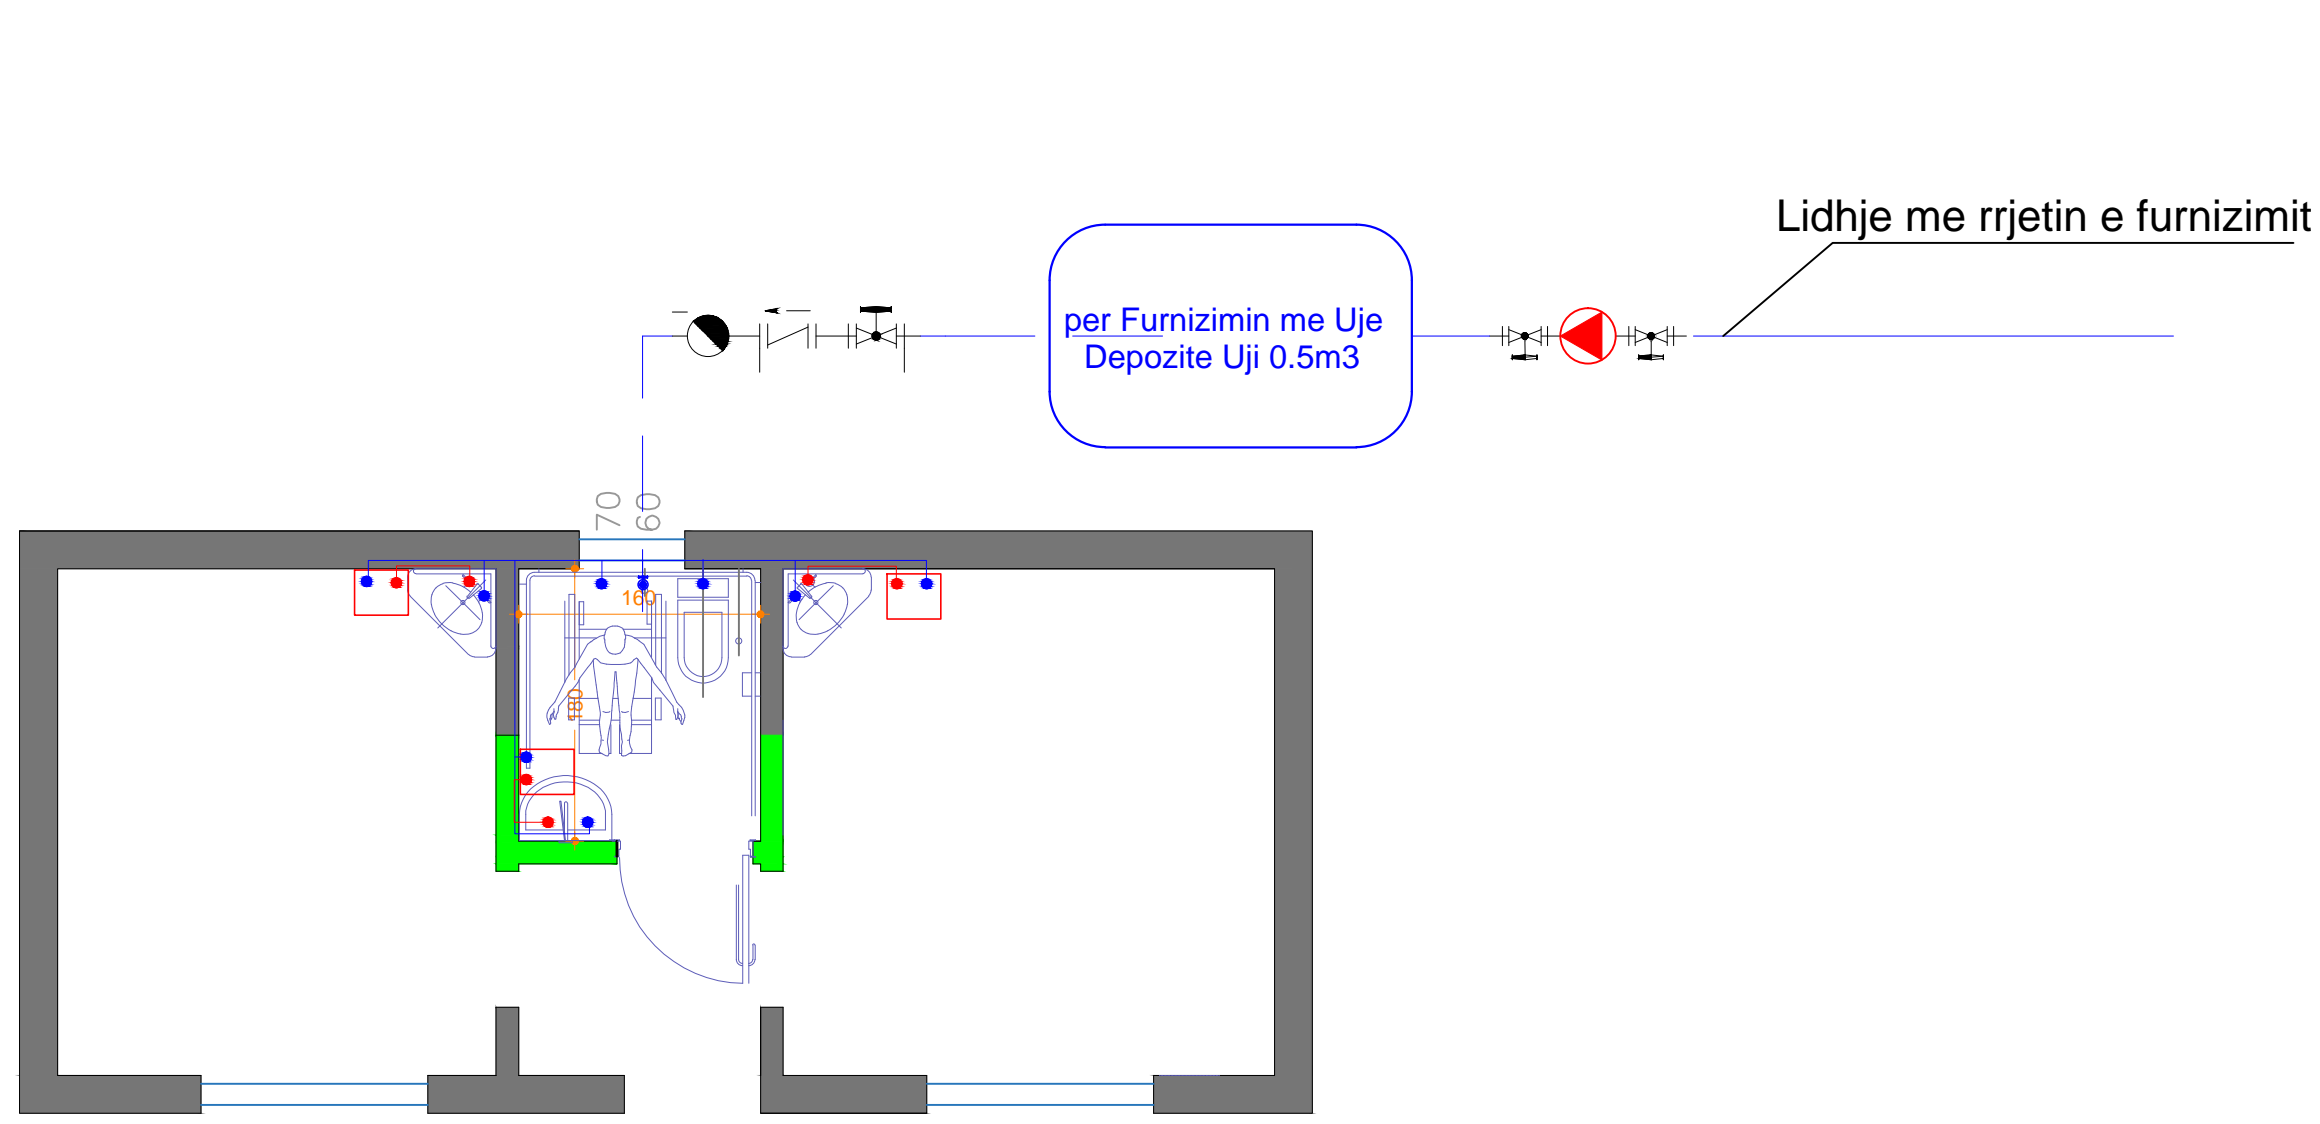 Lidhje me rrjetin e furnizimit
per Furnizimin me Uje
Depozite Uji 0.5m3
70
60
160
180